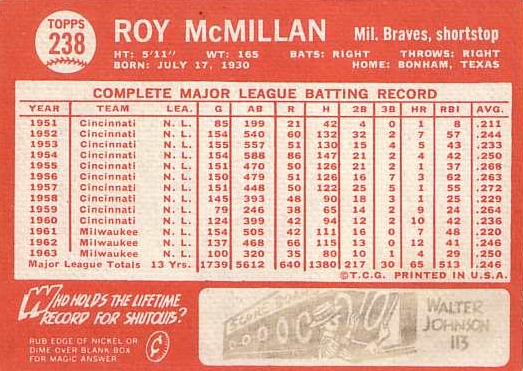 TOPPS
238
ROY McMILLAN
Mil. Braves, shortstop
HT: 5'11" WT: 165 BATS: RIGHT THROWS: RIGHT
BORN: JULY 17, 1930 HOME: BONHAM, TEXAS
COMPLETE MAJOR LEAGUE BATTING RECORD
YEAR TEAM LEA. G AB R H 2B 3B HR RBI AVG.
1951 Cincinnati N. L. 85 199 21 42 4 0 1 8 .211
1952 Cincinnati N. L. 154 540 60 132 32 2 7 57 .244
1953 Cincinnati N. L. 155 557 51 130 15 4 5 43 .233
1954 Cincinnati N. L. 154 588 86 147 21 2 4 42 .250
1955 Cincinnati N. L. 151 470 50 126 21 2 1 37 .268
1956 Cincinnati N. L. 150 479 51 126 16 7 3 62 .263
1957 Cincinnati N. L. 151 448 50 122 25 5 1 55 .272
1958 Cincinnati N. L. 145 393 48 90 18 3 1 25 .229
1959 Cincinnati N. L. 79 246 38 65 14 2 9 24 .264
1960 Cincinnati N. L. 124 399 42 94 12 2 10 42 .236
1961 Milwaukee N. L. 154 505 42 111 16 0 7 48 .220
1962 Milwaukee N. L. 137 468 66 115 13 0 12 41 .246
1963 Milwaukee N. L. 100 320 35 80 10 1 4 29 .250
Major League Totals 13 Yrs. 1739 5612 640 1380 217 30 65 513 .246
©T.C.G. PRINTED IN U.S.A.
WHO HOLDS THE LIFETIME
RECORD FOR SHUTOUTS?
RUB EDGE OF NICKEL OR
DIME OVER BLANK BOX
FOR MAGIC ANSWER
WALTER
JOHNSON
113